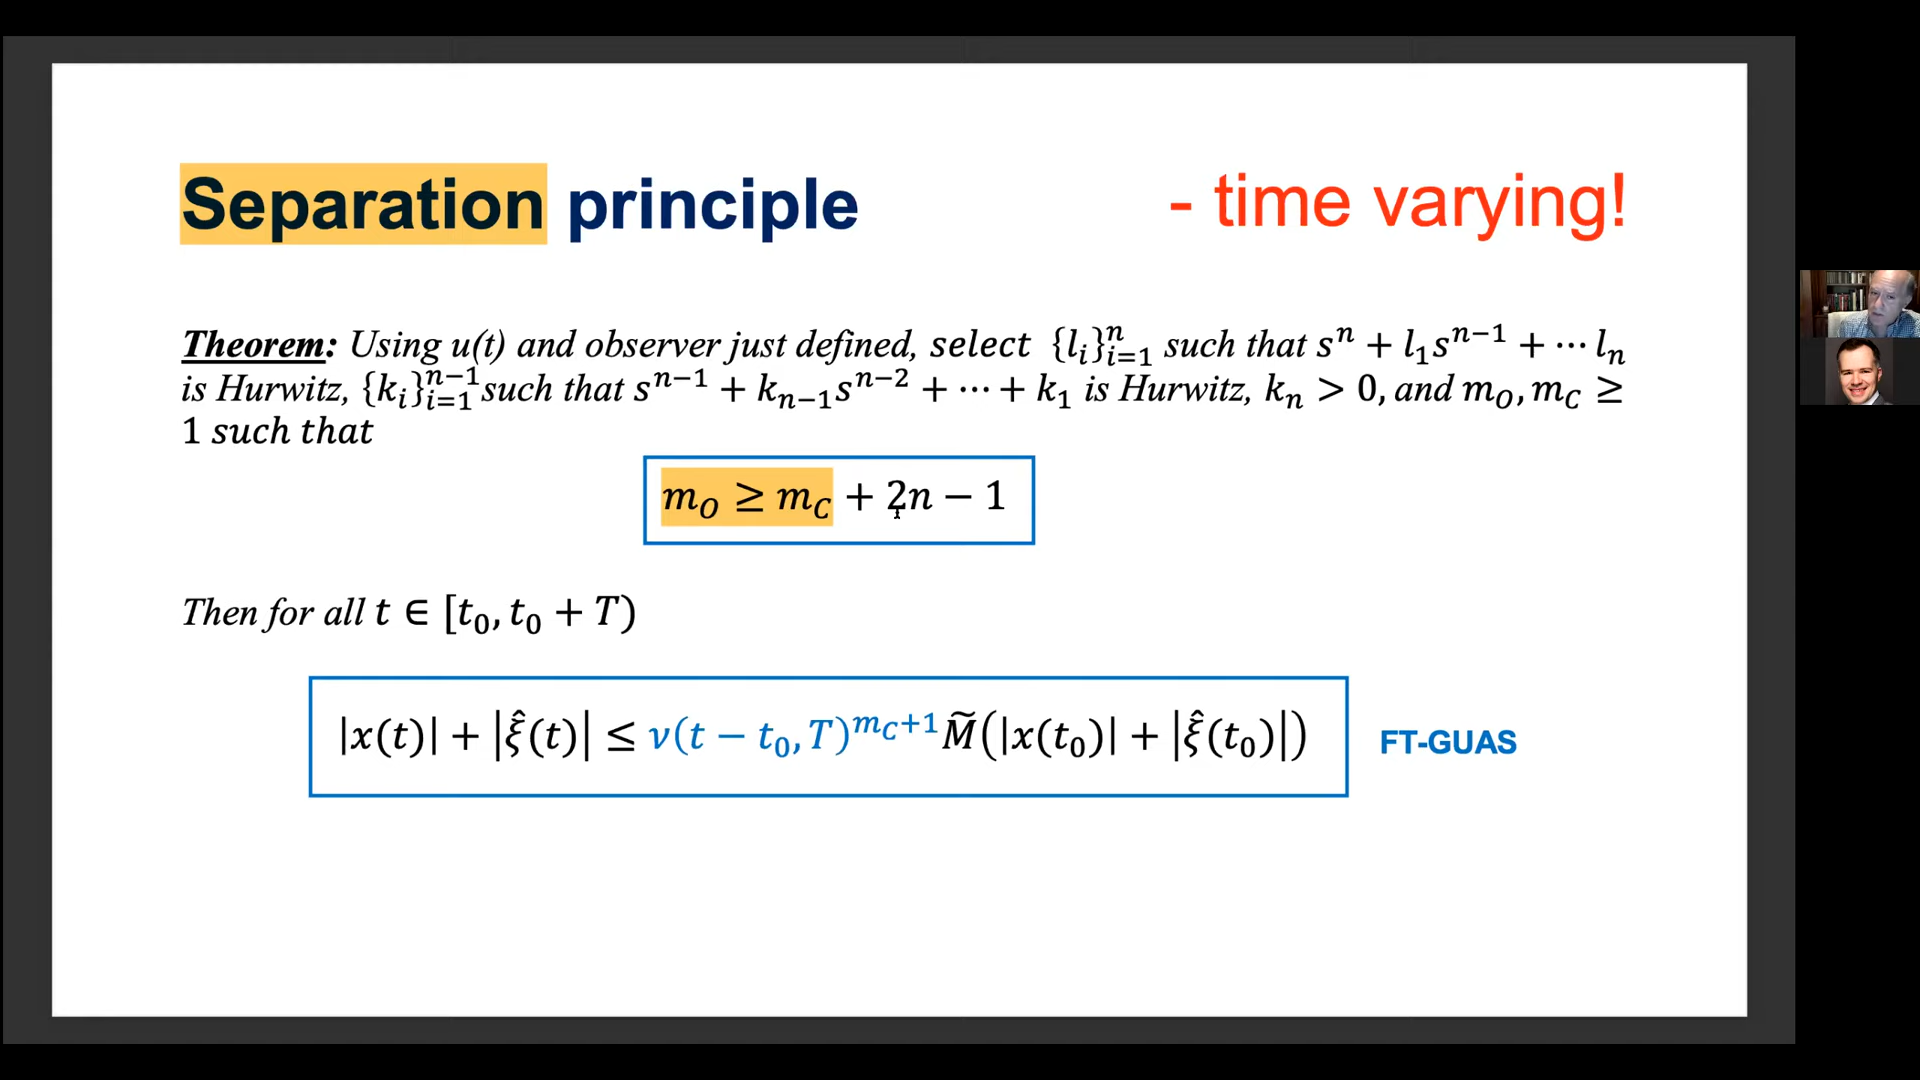 Separation principle - time varying!
Theorem: Using u(t) and observer just defined, select {l_i}_{i=1}^n such that s^n + l_1 s^{n−1} + ⋯ l_n
is Hurwitz, {k_i}_{i=1}^{n−1} such that s^{n−1} + k_{n−1} s^{n−2} + ⋯ + k_1 is Hurwitz, k_n > 0, and m_O, m_C ≥
1 such that
m_O ≥ m_C + 2n − 1
Then for all t ∈ [t_0, t_0 + T)
|x(t)| + |ξ̂(t)| ≤ ν(t − t_0, T)^{m_C+1} M̃(|x(t_0)| + |ξ̂(t_0)|) FT-GUAS